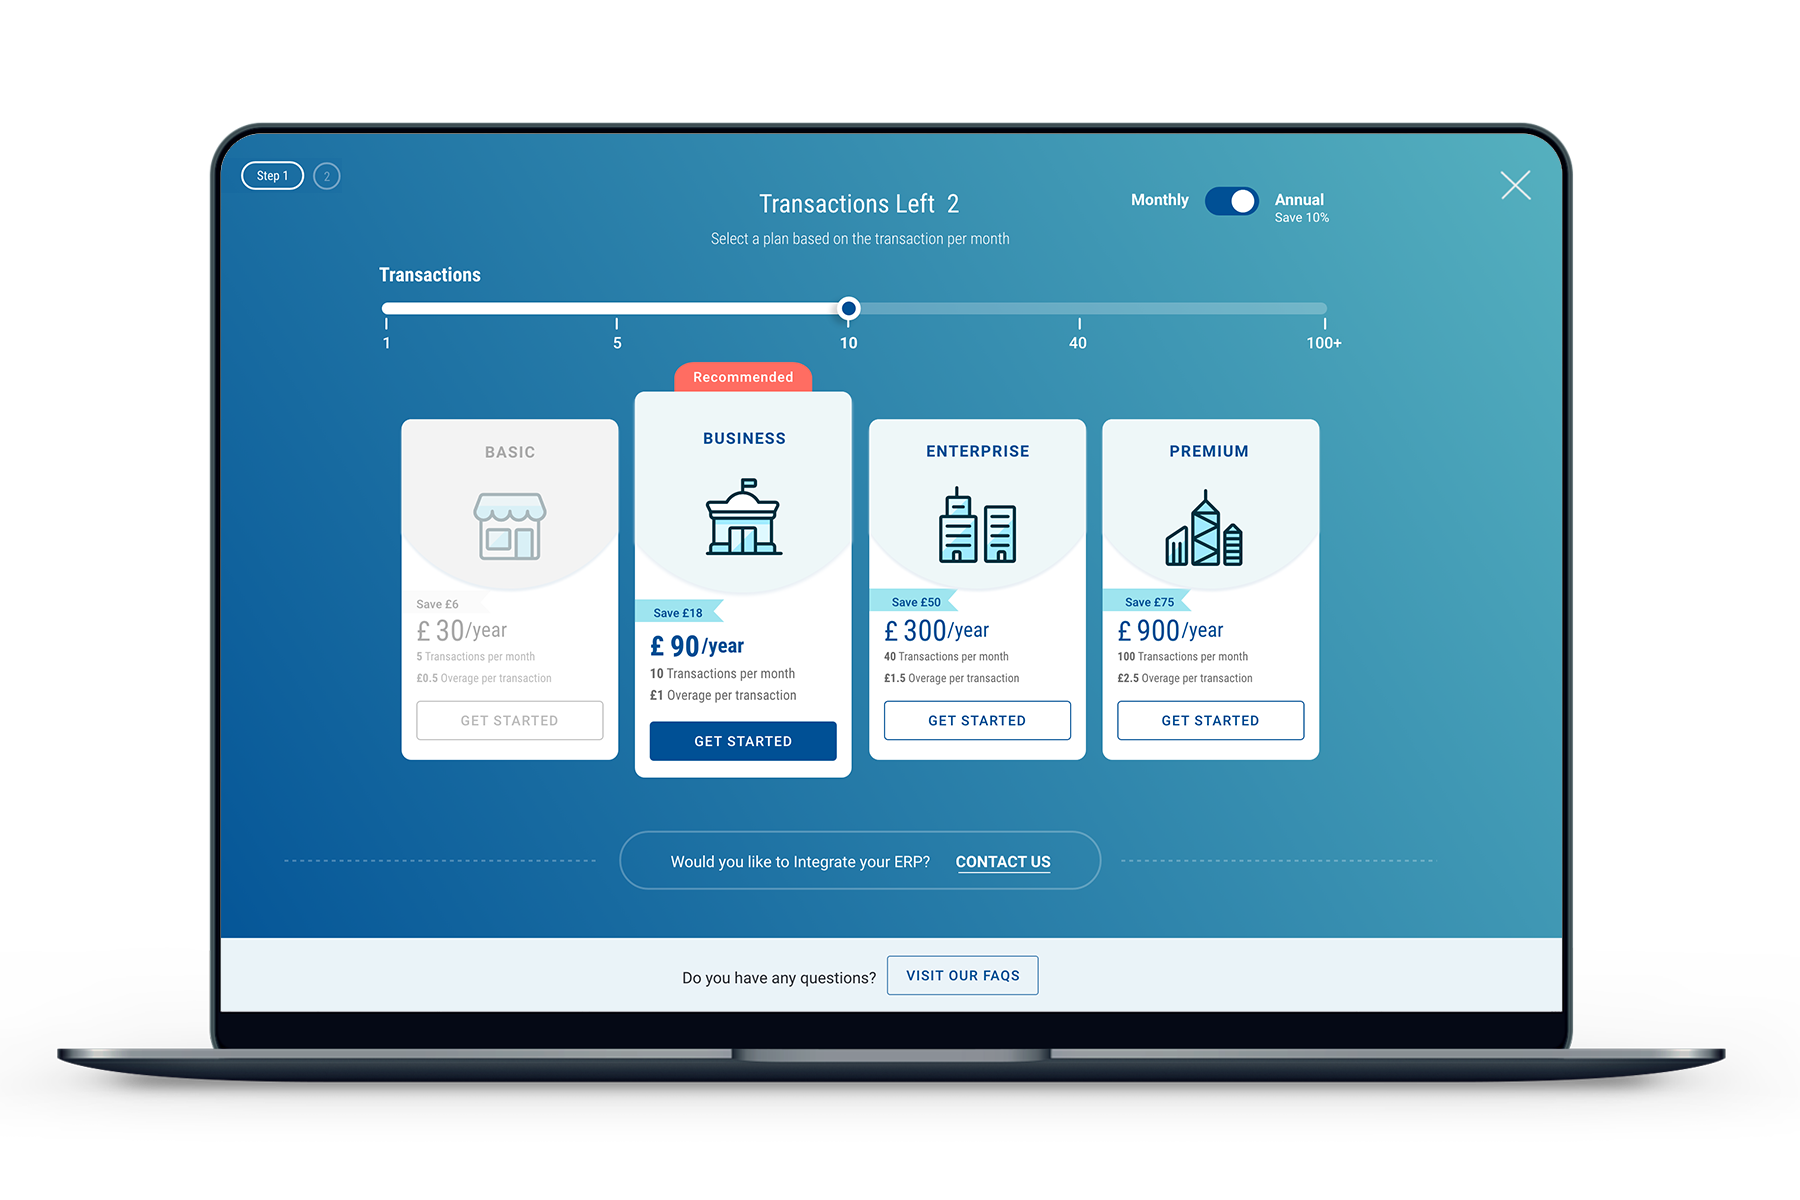 Step 1
2
Transactions Left 2
Select a plan based on the transaction per month
Monthly
Annual
Save 10%
Transactions
1
5
10
40
100+
Recommended
BASIC
Save £6
£ 30/year
5 Transactions per month
£0.5 Overage per transaction
GET STARTED
BUSINESS
Save £18
£ 90/year
10 Transactions per month
£1 Overage per transaction
GET STARTED
ENTERPRISE
Save £50
£ 300/year
40 Transactions per month
£1.5 Overage per transaction
GET STARTED
PREMIUM
Save £75
£ 900/year
100 Transactions per month
£2.5 Overage per transaction
GET STARTED
Would you like to Integrate your ERP? CONTACT US
Do you have any questions? VISIT OUR FAQS